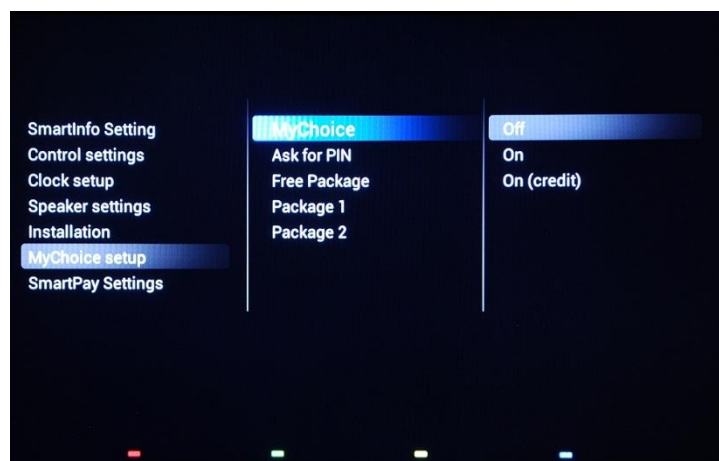 SmartInfo Setting
Control settings
Clock setup
Speaker settings
Installation
MyChoice setup
SmartPay Settings
MyChoice
Ask for PIN
Free Package
Package 1
Package 2
Off
On
On (credit)